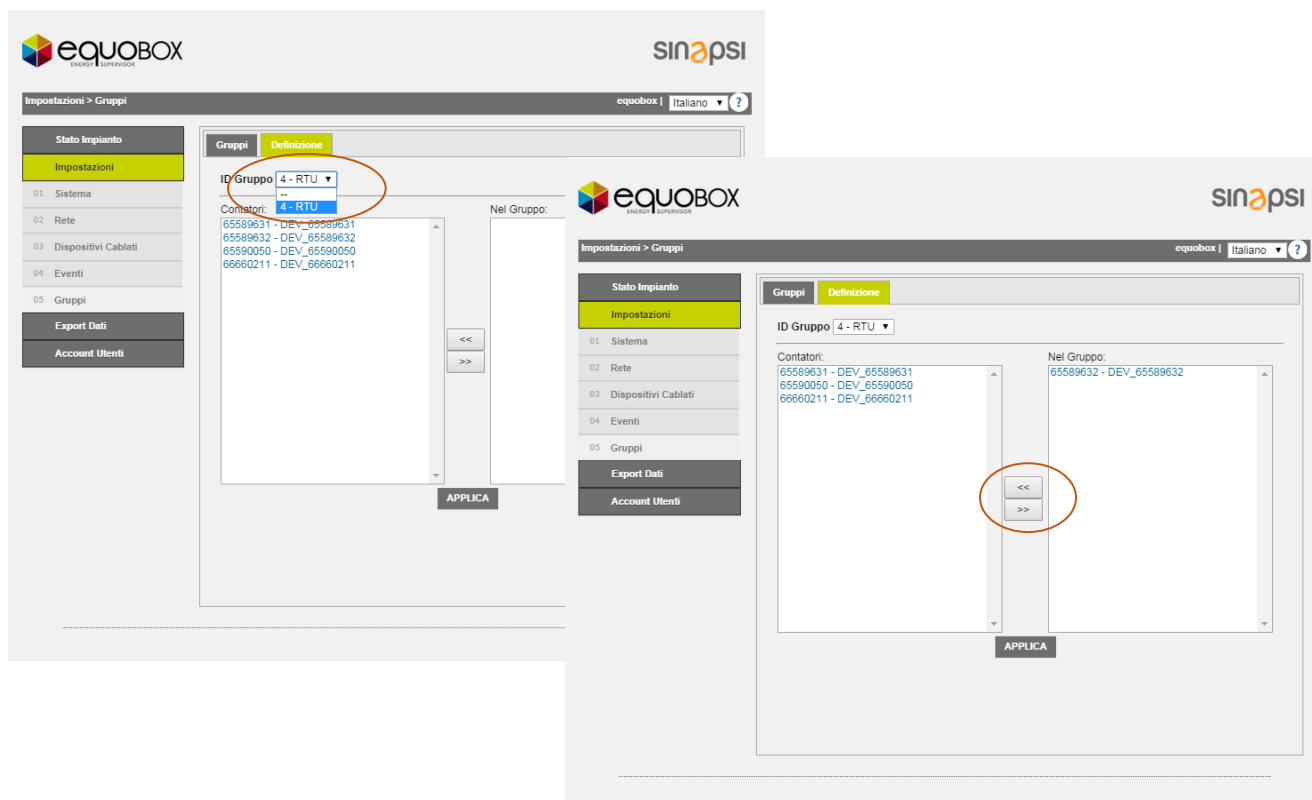 equoBOX
ENERGY SUPERVISOR
sinapsi
Impostazioni > Gruppi
equobox | Italiano ?
Stato Impianto
Impostazioni
01 Sistema
02 Rete
03 Dispositivi Cablati
04 Eventi
05 Gruppi
Export Dati
Account Utenti
Gruppi Definizione
ID Gruppo 4 - RTU
--
4 - RTU
Contatori: Nel Gruppo:
65589631 - DEV_65589631
65589632 - DEV_65589632
65590050 - DEV_65590050
66660211 - DEV_66660211
<<
>>
APPLICA
equoBOX
ENERGY SUPERVISOR
sinapsi
Impostazioni > Gruppi
equobox | Italiano ?
Stato Impianto
Impostazioni
01 Sistema
02 Rete
03 Dispositivi Cablati
04 Eventi
05 Gruppi
Export Dati
Account Utenti
Gruppi Definizione
ID Gruppo 4 - RTU
Contatori: Nel Gruppo:
65589631 - DEV_65589631
65590050 - DEV_65590050
66660211 - DEV_66660211
65589632 - DEV_65589632
<<
>>
APPLICA